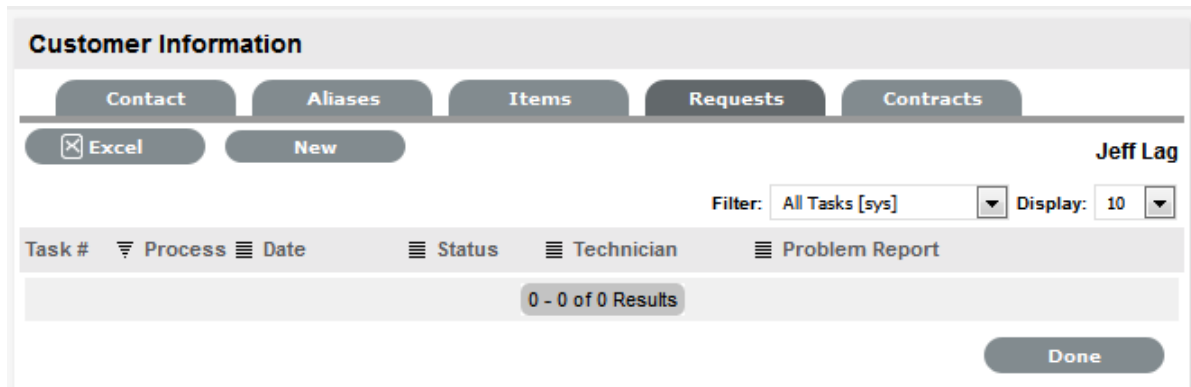 Customer Information
Contact Aliases Items Requests Contracts
Excel New
Jeff Lag
Filter: All Tasks [sys] Display: 10
Task # Process Date Status Technician Problem Report
0 - 0 of 0 Results
Done